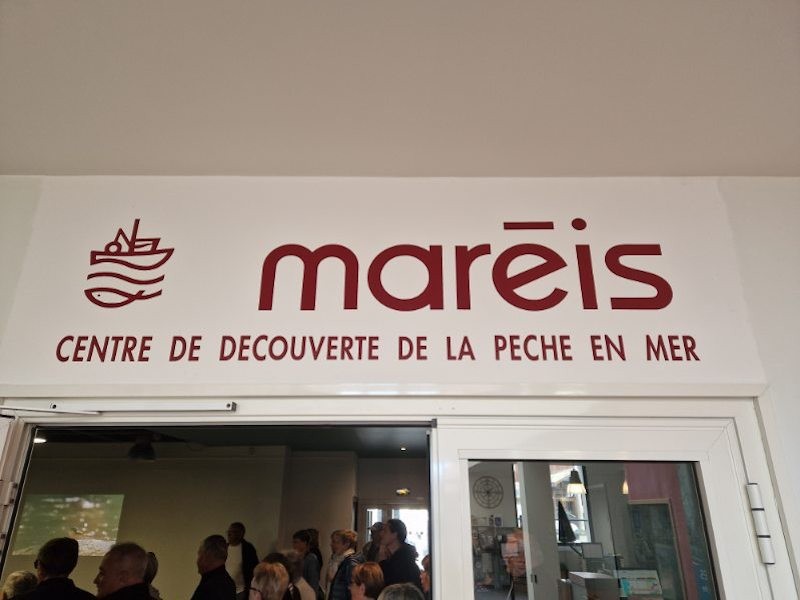 marēis
CENTRE DE DECOUVERTE DE LA PECHE EN MER